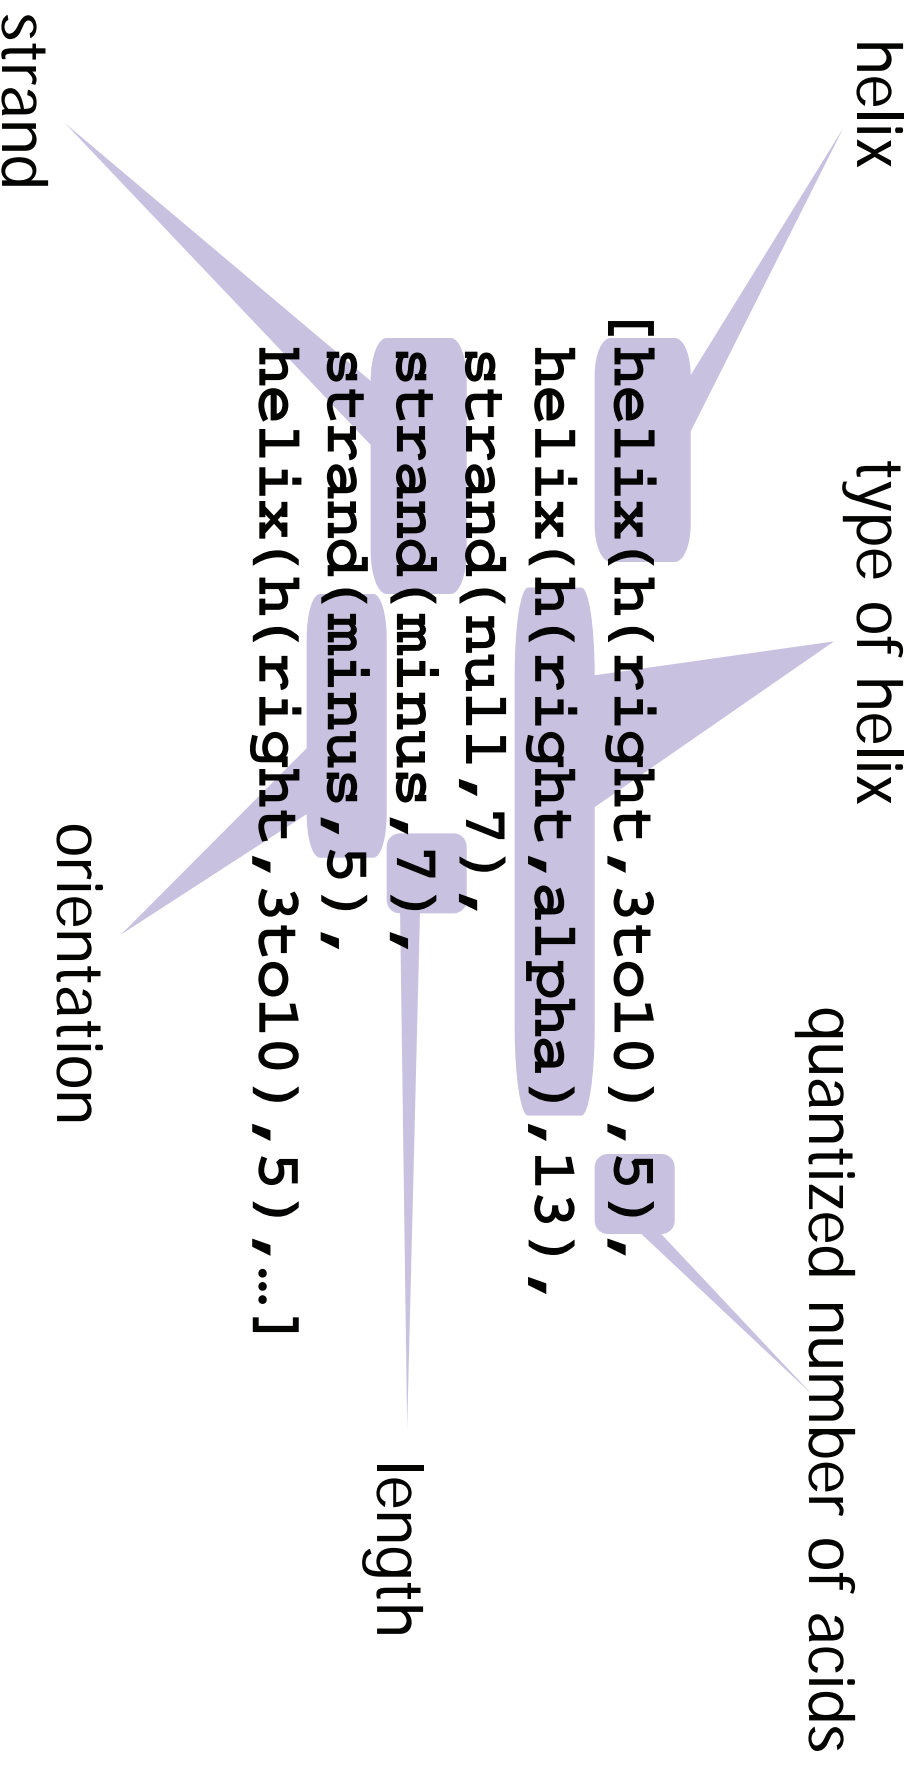 helix
type of helix
quantized number of acids
[helix(h(right,3to10),5),
helix(h(right,alpha),13),
strand(null,7),
strand(minus,7),
strand(minus,5),
helix(h(right,3to10),5),…]
length
orientation
strand